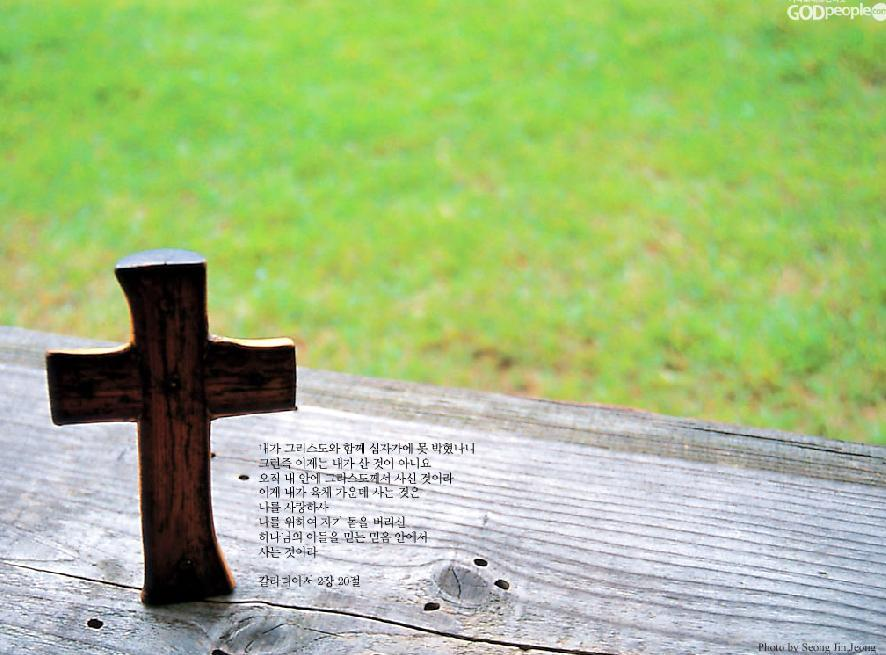 GODpeople.com
내가 그리스도와 함께 십자가에 못 박혔나니
그런즉 이제는 내가 산 것이 아니요
오직 내 안에 그리스도께서 사신 것이라
이제 내가 육체 가운데 사는 것은
나를 사랑하사
나를 위하여 자기 몸을 버리신
하나님의 아들을 믿는 믿음 안에서
사는 것이라
갈라디아서 2장 20절
Photo by Seong Jin,Jeong